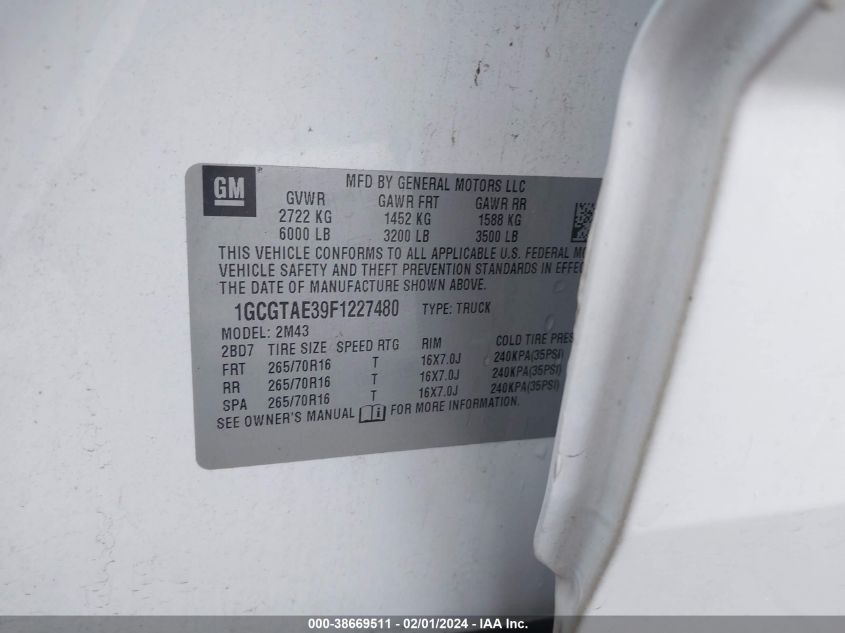 GM
MFD BY GENERAL MOTORS LLC
GVWR GAWR FRT GAWR RR
2722 KG 1452 KG 1588 KG
6000 LB 3200 LB 3500 LB
THIS VEHICLE CONFORMS TO ALL APPLICABLE U.S. FEDERAL MO
VEHICLE SAFETY AND THEFT PREVENTION STANDARDS IN EFFEC
THE DATE OF MANUFACTURE SHOWN ABOVE.
1GCGTAE39F1227480 TYPE: TRUCK
MODEL: 2M43
2BD7 TIRE SIZE SPEED RTG RIM COLD TIRE PRES
FRT 265/70R16 T 16X7.0J 240KPA(35PSI)
RR 265/70R16 T 16X7.0J 240KPA(35PSI)
SPA 265/70R16 T 16X7.0J 240KPA(35PSI)
SEE OWNER'S MANUAL i FOR MORE INFORMATION.
000-38669511 - 02/01/2024 - IAA Inc.